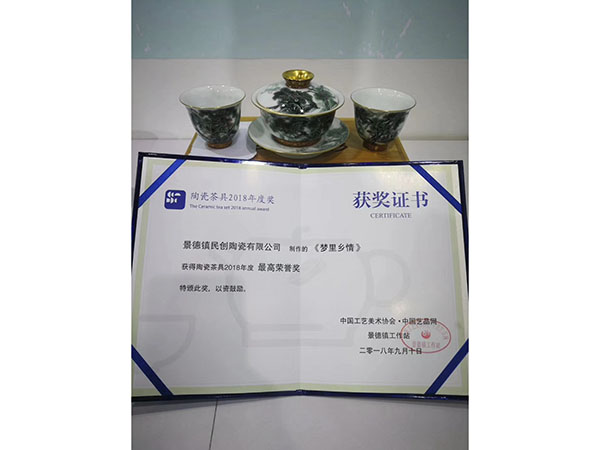 陶瓷茶具2018年度奖
The Ceramic tea set 2018 annual award
获奖证书
CERTIFICATE
景德镇民创陶瓷有限公司 制作的《梦里乡情》
获得陶瓷茶具2018年度 最高荣誉奖
特颁此奖，以资鼓励。
中国工艺美术协会·中国艺品网
景德镇工作站
二零一八年九月十日